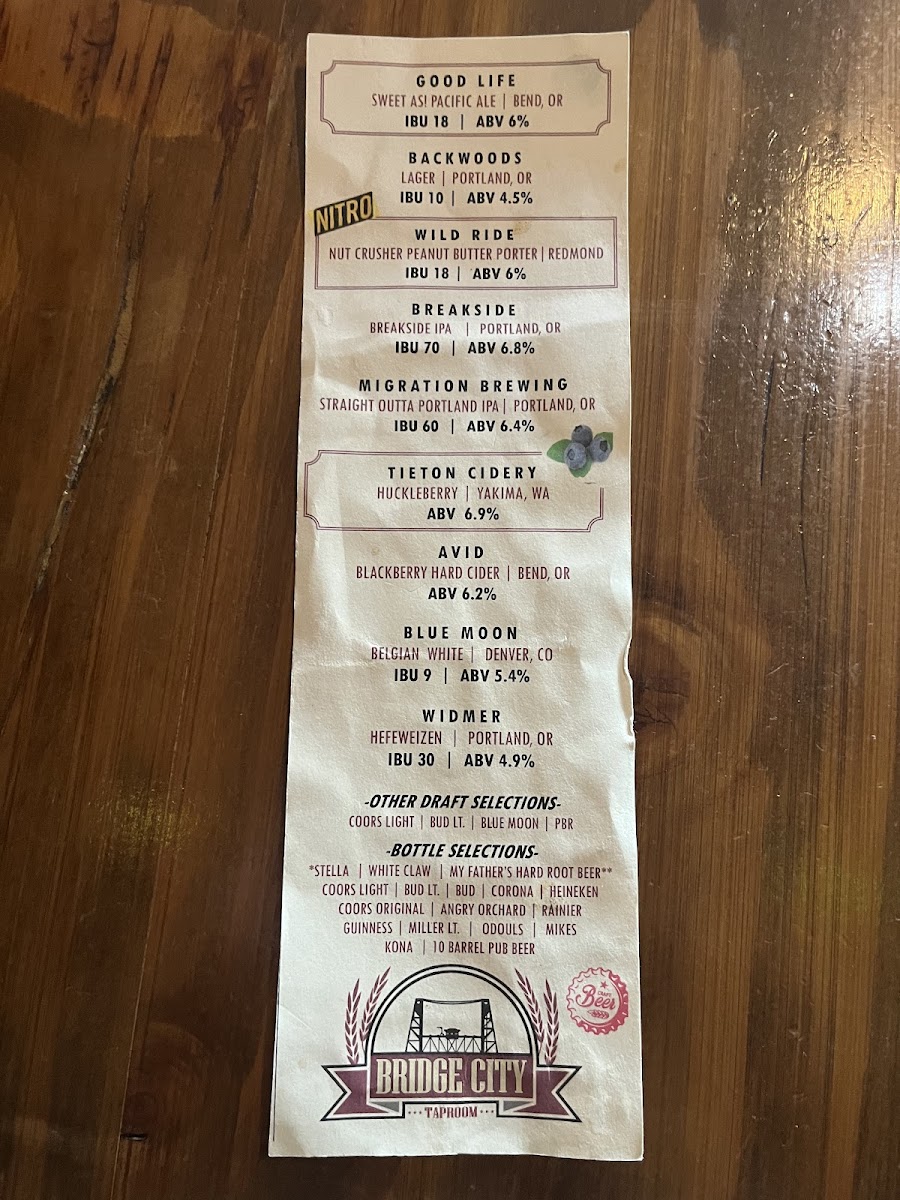 GOOD LIFE
SWEET AS! PACIFIC ALE | BEND, OR
IBU 18 | ABV 6%
BACKWOODS
LAGER | PORTLAND, OR
IBU 10 | ABV 4.5%
NITRO
WILD RIDE
NUT CRUSHER PEANUT BUTTER PORTER | REDMOND
IBU 18 | ABV 6%
BREAKSIDE
BREAKSIDE IPA | PORTLAND, OR
IBU 70 | ABV 6.8%
MIGRATION BREWING
STRAIGHT OUTTA PORTLAND IPA | PORTLAND, OR
IBU 60 | ABV 6.4%
TIETON CIDERY
HUCKLEBERRY | YAKIMA, WA
ABV 6.9%
AVID
BLACKBERRY HARD CIDER | BEND, OR
ABV 6.2%
BLUE MOON
BELGIAN WHITE | DENVER, CO
IBU 9 | ABV 5.4%
WIDMER
HEFEWEIZEN | PORTLAND, OR
IBU 30 | ABV 4.9%
-OTHER DRAFT SELECTIONS-
COORS LIGHT | BUD LT. | BLUE MOON | PBR
-BOTTLE SELECTIONS-
*STELLA | WHITE CLAW | MY FATHER'S HARD ROOT BEER**
COORS LIGHT | BUD LT. | BUD | CORONA | HEINEKEN
COORS ORIGINAL | ANGRY ORCHARD | RAINIER
GUINNESS | MILLER LT. | ODOULS | MIKES
KONA | 10 BARREL PUB BEER
CRAFT
Beer
BRIDGE CITY
TAPROOM